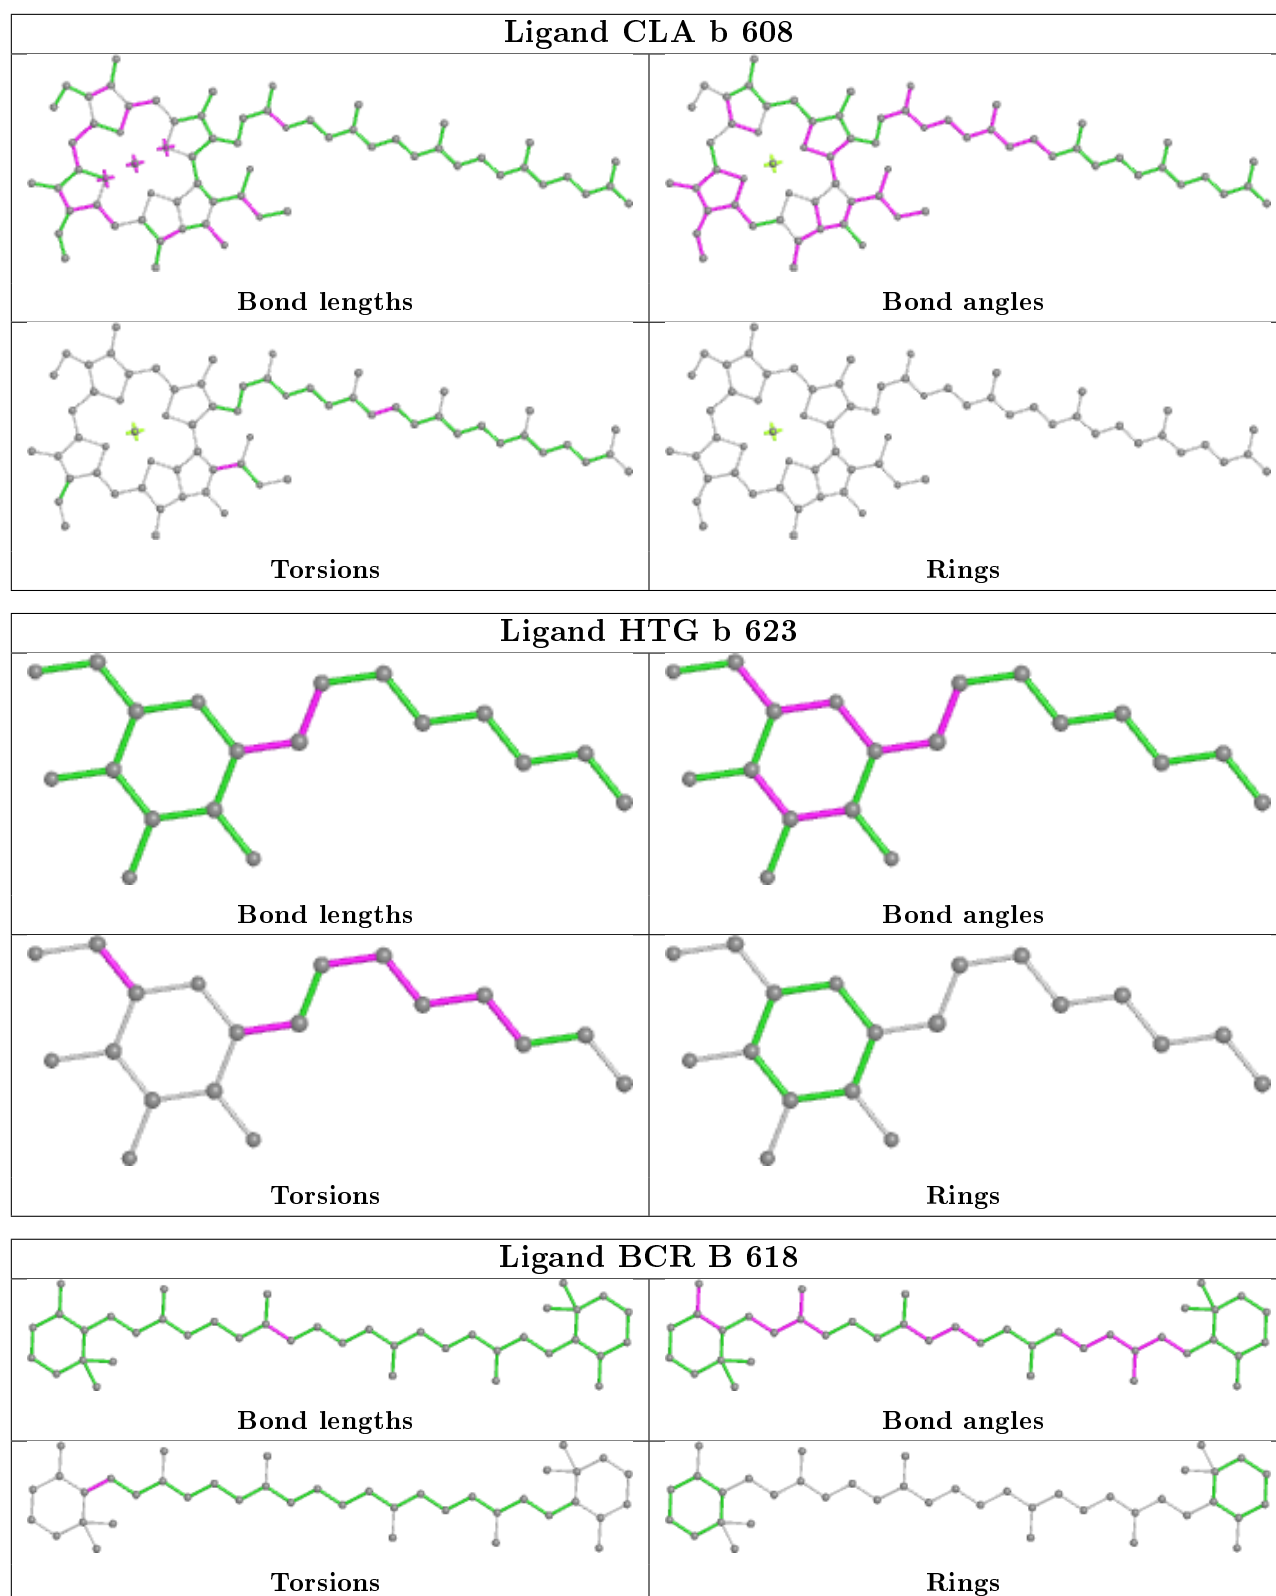 Ligand CLA b 608
Bond lengths
Bond angles
Torsions
Rings
Ligand HTG b 623
Bond lengths
Bond angles
Torsions
Rings
Ligand BCR B 618
Bond lengths
Bond angles
Torsions
Rings